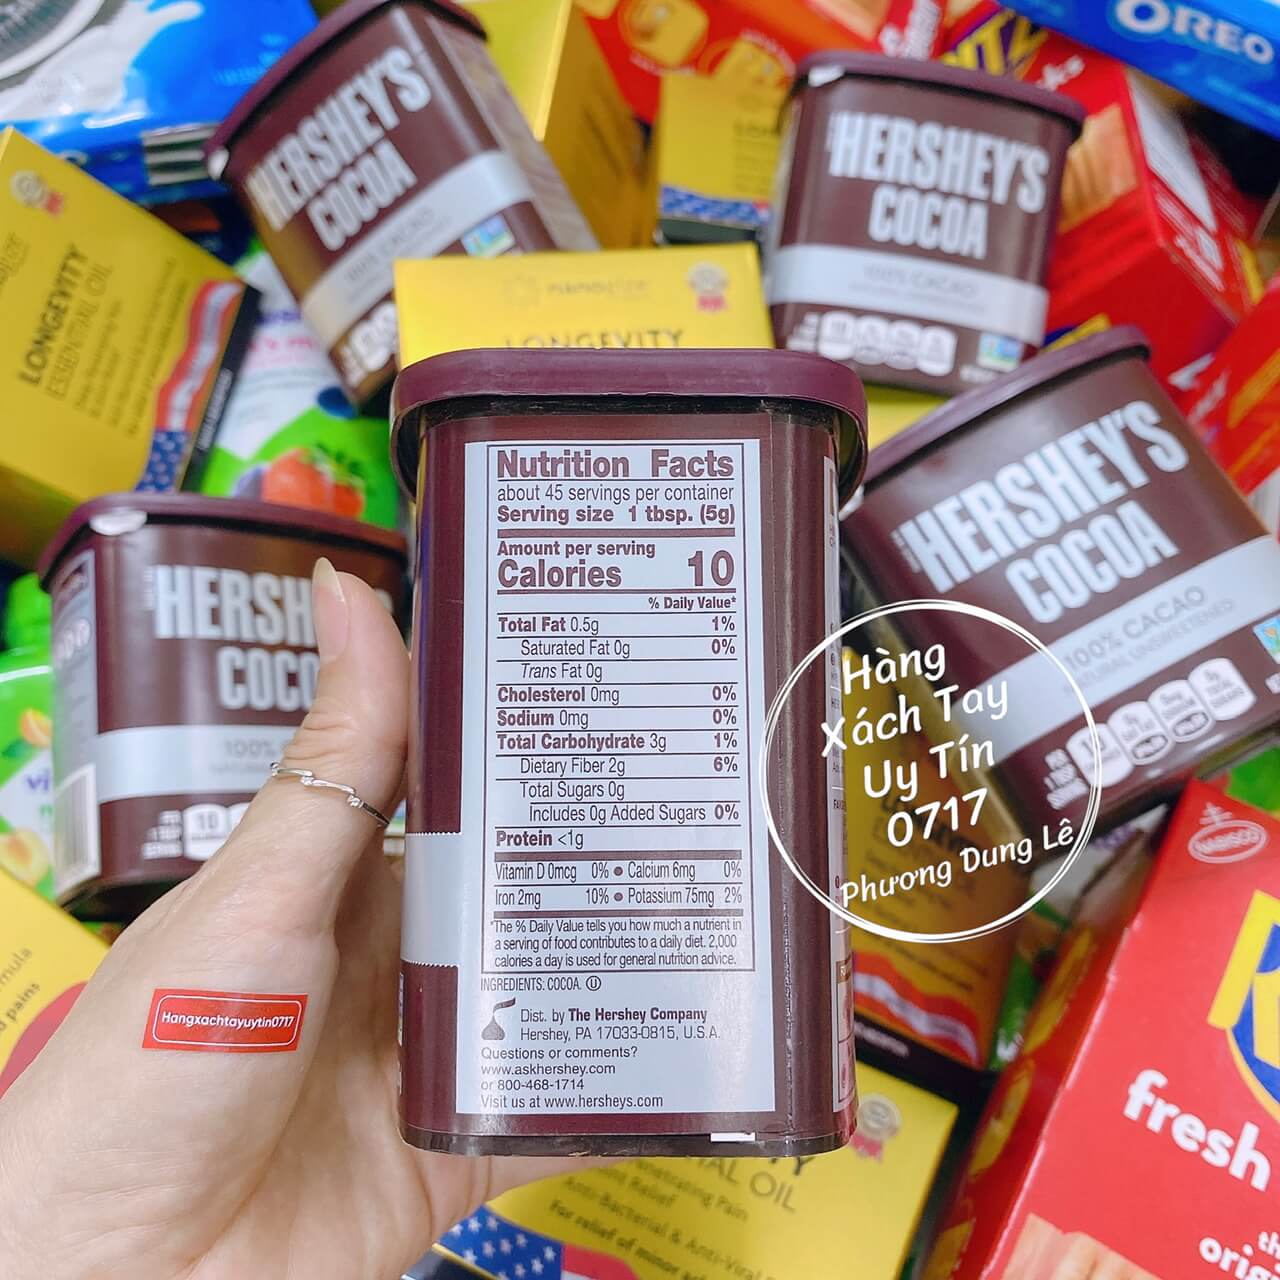 OREO
HERSHEY'S
COCOA
HERSHEY'S
COCOA
100% CACAO
LONGEVITY
ESSENTIAL OIL
LONGEVITY
HERSHEY'S
COCOA
100% CACAO
NATURAL UNSWEETENED
COCOA
Nutrition Facts
about 45 servings per container
Serving size 1 tbsp. (5g)
Amount per serving
Calories 10
% Daily Value*
Total Fat 0.5g 1%
Saturated Fat 0g 0%
Trans Fat 0g
Cholesterol 0mg 0%
Sodium 0mg 0%
Total Carbohydrate 3g 1%
Dietary Fiber 2g 6%
Total Sugars 0g
Includes 0g Added Sugars 0%
Protein <1g
Vitamin D 0mcg 0% • Calcium 6mg 0%
Iron 2mg 10% • Potassium 75mg 2%
*The % Daily Value tells you how much a nutrient in
a serving of food contributes to a daily diet. 2,000
calories a day is used for general nutrition advice.
INGREDIENTS: COCOA. Ⓤ
Dist. by The Hershey Company
Hershey, PA 17033-0815, U.S.A.
Questions or comments?
www.askhershey.com
or 800-468-1714
Visit us at www.hersheys.com
Hàng
Xách Tay
Uy Tín
0717
Phương Dung Lê
Hangxachtayuytin0717
NABISCO
fresh
OIL